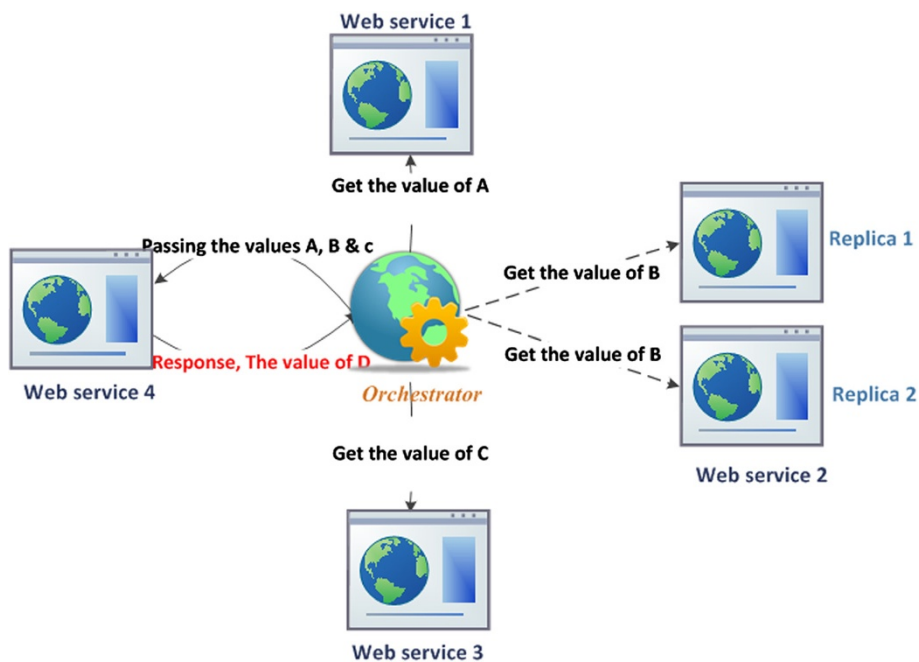 Web service 1
Get the value of A
Passing the values A, B & c
Replica 1
Get the value of B
Get the value of B
Response, The value of D
Web service 4
Orchestrator
Replica 2
Get the value of C
Web service 2
Web service 3